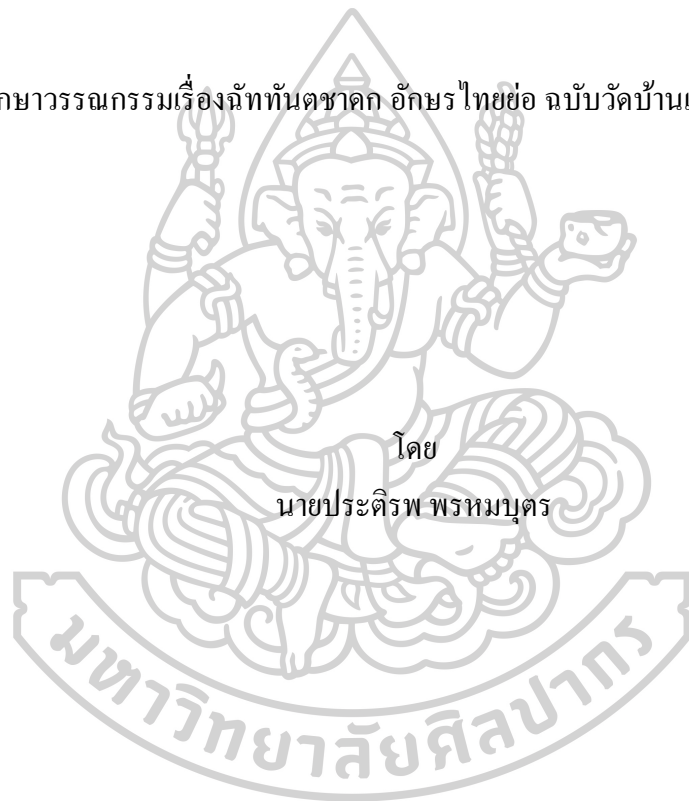 กษาวรรณกรรมเรื่องฉัททันตชาดก อักษรไทยย่อ ฉบับวัดบ้าน
โดย
นายประติรพ พรหมบุตร
มหาวิทยาลัยศิลปากร